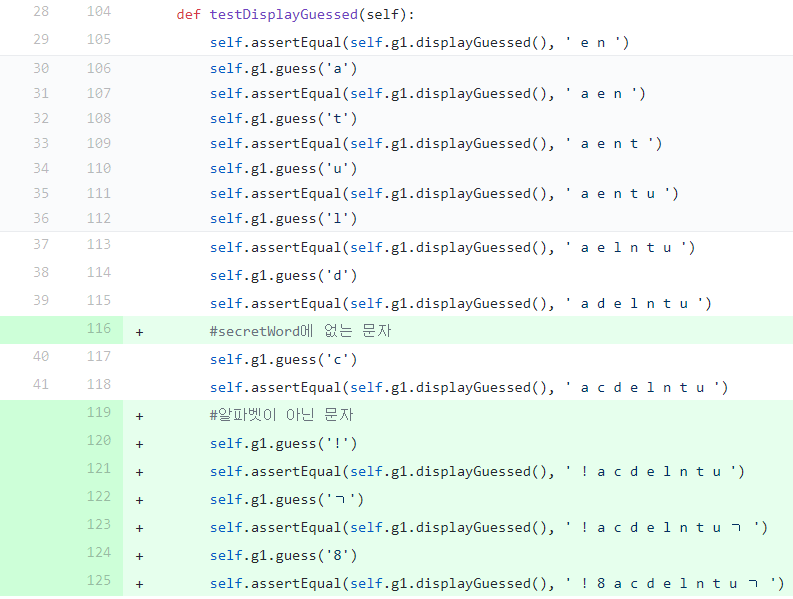 28 104 def testDisplayGuessed(self):
29 105 self.assertEqual(self.g1.displayGuessed(), ' e n ')
30 106 self.g1.guess('a')
31 107 self.assertEqual(self.g1.displayGuessed(), ' a e n ')
32 108 self.g1.guess('t')
33 109 self.assertEqual(self.g1.displayGuessed(), ' a e n t ')
34 110 self.g1.guess('u')
35 111 self.assertEqual(self.g1.displayGuessed(), ' a e n t u ')
36 112 self.g1.guess('l')
37 113 self.assertEqual(self.g1.displayGuessed(), ' a e l n t u ')
38 114 self.g1.guess('d')
39 115 self.assertEqual(self.g1.displayGuessed(), ' a d e l n t u ')
116 + #secretWord에 없는 문자
40 117 self.g1.guess('c')
41 118 self.assertEqual(self.g1.displayGuessed(), ' a c d e l n t u ')
119 + #알파벳이 아닌 문자
120 + self.g1.guess('!')
121 + self.assertEqual(self.g1.displayGuessed(), ' ! a c d e l n t u ')
122 + self.g1.guess('ㄱ')
123 + self.assertEqual(self.g1.displayGuessed(), ' ! a c d e l n t u ㄱ ')
124 + self.g1.guess('8')
125 + self.assertEqual(self.g1.displayGuessed(), ' ! 8 a c d e l n t u ㄱ ')